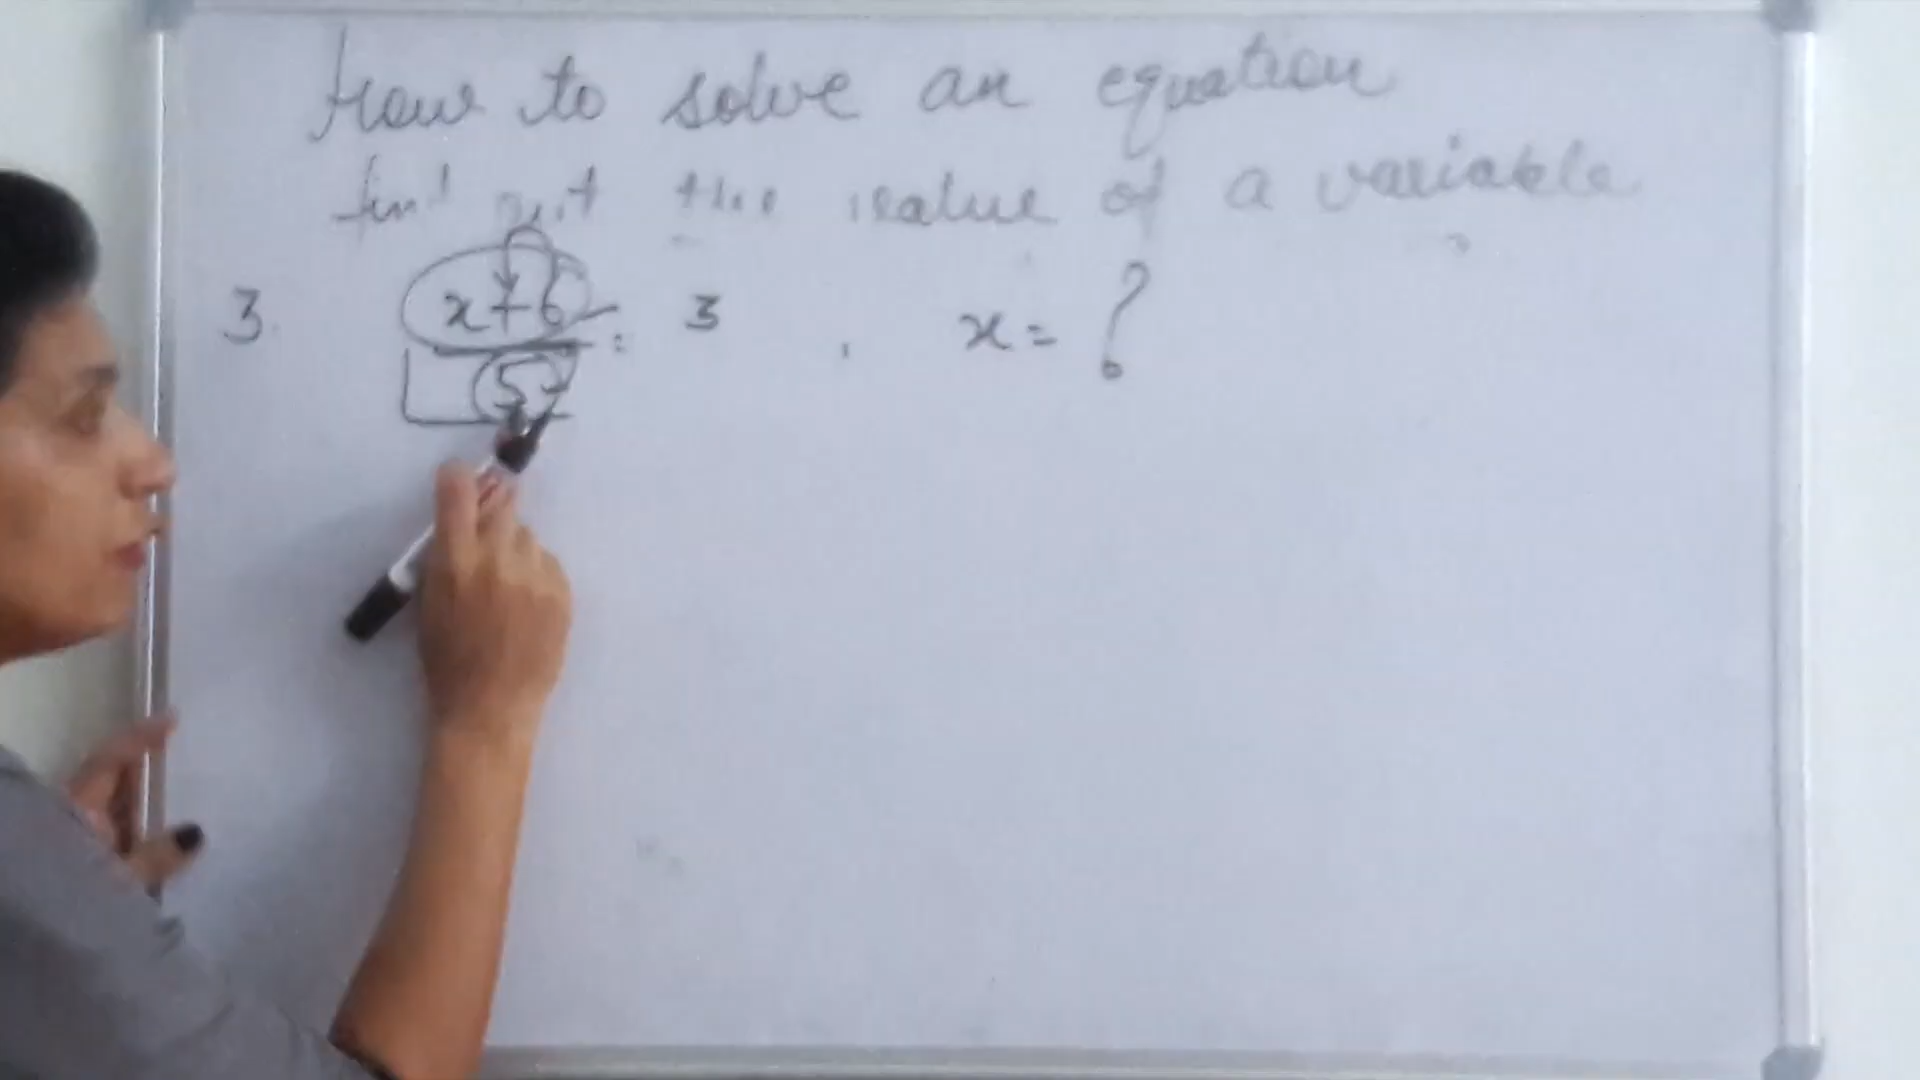 How to solve an equation
find out the value of a variable
3. x+6/5 = 3 , x = ?